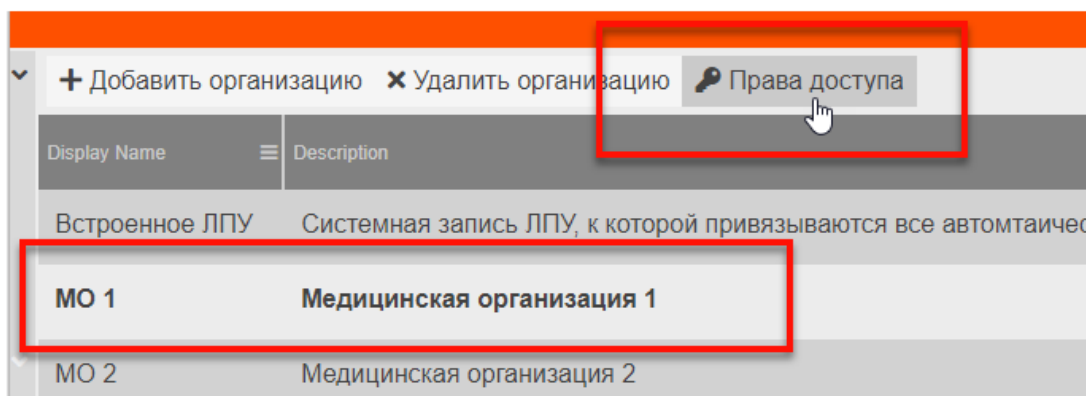 Добавить организацию Удалить организацию Права доступа
Display Name Description
Встроенное ЛПУ Системная запись ЛПУ, к которой привязываются все автомтаичес
МО 1 Медицинская организация 1
МО 2 Медицинская организация 2